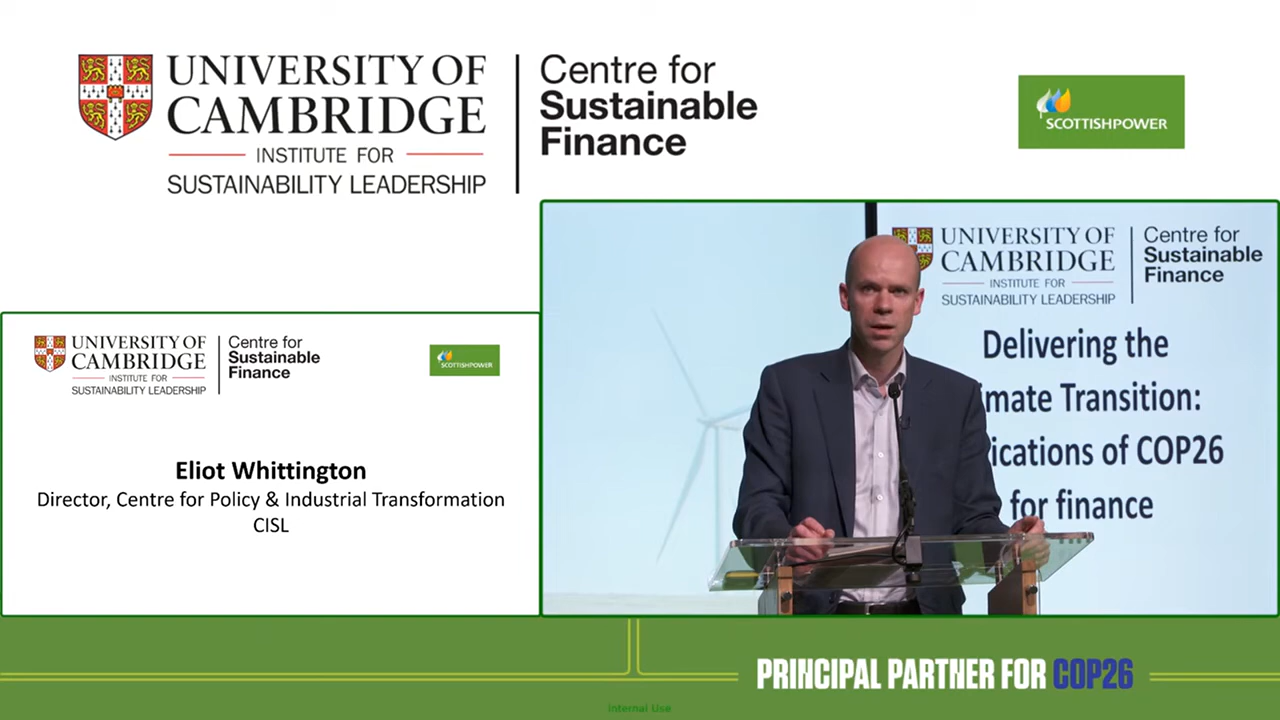 UNIVERSITY OF
CAMBRIDGE
INSTITUTE FOR
SUSTAINABILITY LEADERSHIP
Centre for
Sustainable
Finance
SCOTTISHPOWER
UNIVERSITY OF
CAMBRIDGE
INSTITUTE FOR
SUSTAINABILITY LEADERSHIP
Centre for
Sustainable
Finance
SCOTTISHPOWER
Eliot Whittington
Director, Centre for Policy & Industrial Transformation
CISL
UNIVERSITY OF
CAMBRIDGE
INSTITUTE FOR
SUSTAINABILITY LEADERSHIP
Centre for
Sustainable
Finance
Delivering the
imate Transition:
ications of COP26
for finance
PRINCIPAL PARTNER FOR COP26
Internal Use